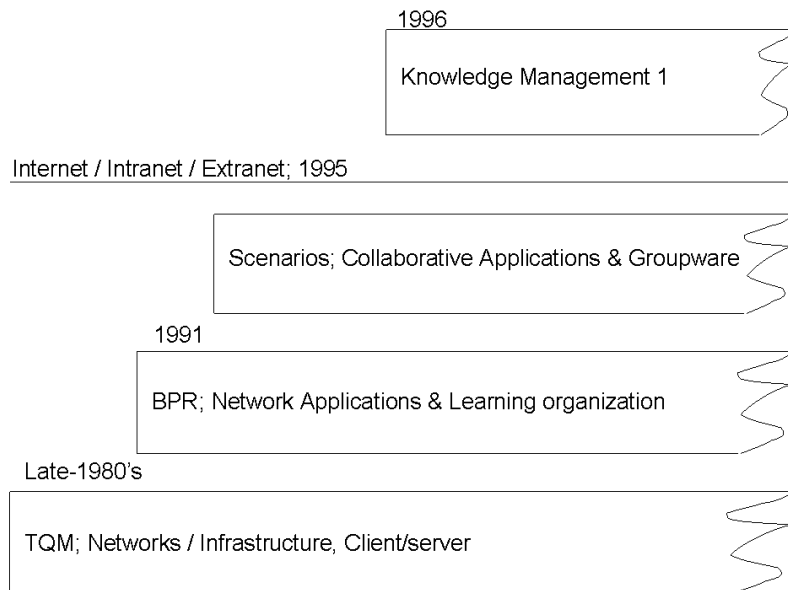 1996
Knowledge Management 1
Internet / Intranet / Extranet; 1995
Scenarios; Collaborative Applications & Groupware
1991
BPR; Network Applications & Learning organization
Late-1980's
TQM; Networks / Infrastructure, Client/server